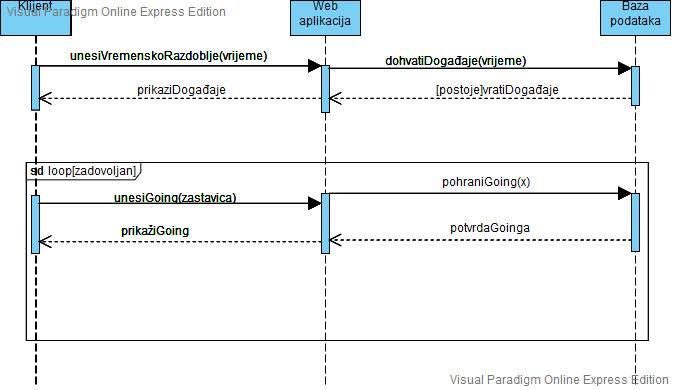 Visual Paradigm Online Express Edition
Klijent
Web
aplikacija
Baza
podataka
unesiVremenskoRazdoblje(vrijeme)
dohvatiDogađaje(vrijeme)
prikaziDogađaje
[postoje]vratiDogađaje
sd loop[zadovoljan]
pohraniGoing(x)
unesiGoing(zastavica)
prikažiGoing
potvrdaGoinga
Visual Paradigm Online Express Edition